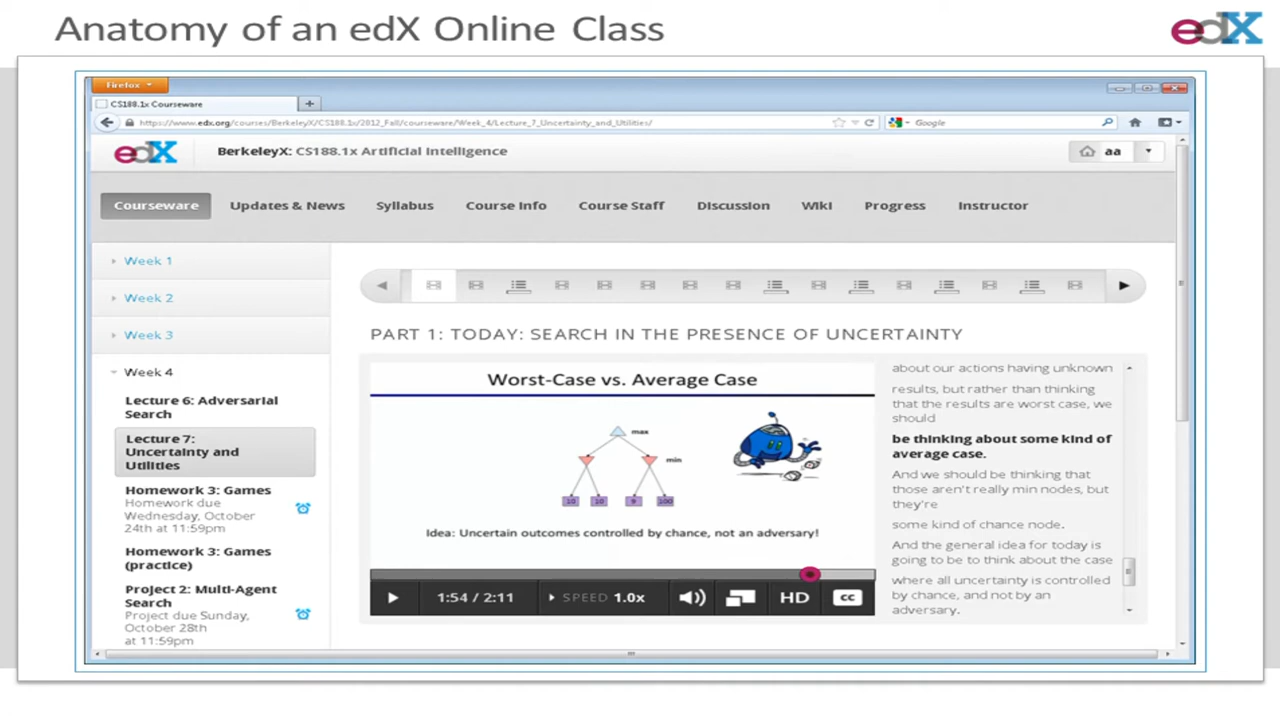 Anatomy of an edX Online Class
edX
Firefox
CS188.1x Courseware
https://www.edx.org/courses/BerkeleyX/CS188.1x/2012_Fall/courseware/Week_4/Lecture_7_Uncertainty_and_Utilities/
Google
edX
BerkeleyX: CS188.1x Artificial Intelligence
aa
Courseware Updates & News Syllabus Course Info Course Staff Discussion Wiki Progress Instructor
Week 1
Week 2
Week 3
Week 4
Lecture 6: Adversarial
Search
Lecture 7:
Uncertainty and
Utilities
Homework 3: Games
Homework due
Wednesday, October
24th at 11:59pm
Homework 3: Games
(practice)
Project 2: Multi-Agent
Search
Project due Sunday,
October 28th
at 11:59pm
PART 1: TODAY: SEARCH IN THE PRESENCE OF UNCERTAINTY
Worst-Case vs. Average Case
max
min
10 10 9 100
Idea: Uncertain outcomes controlled by chance, not an adversary!
1:54 / 2:11 SPEED 1.0x HD CC
about our actions having unknown
results, but rather than thinking
that the results are worst case, we
should
be thinking about some kind of
average case.
And we should be thinking that
those aren't really min nodes, but
they're
some kind of chance node.
And the general idea for today is
going to be to think about the case
where all uncertainty is controlled
by chance, and not by an
adversary.